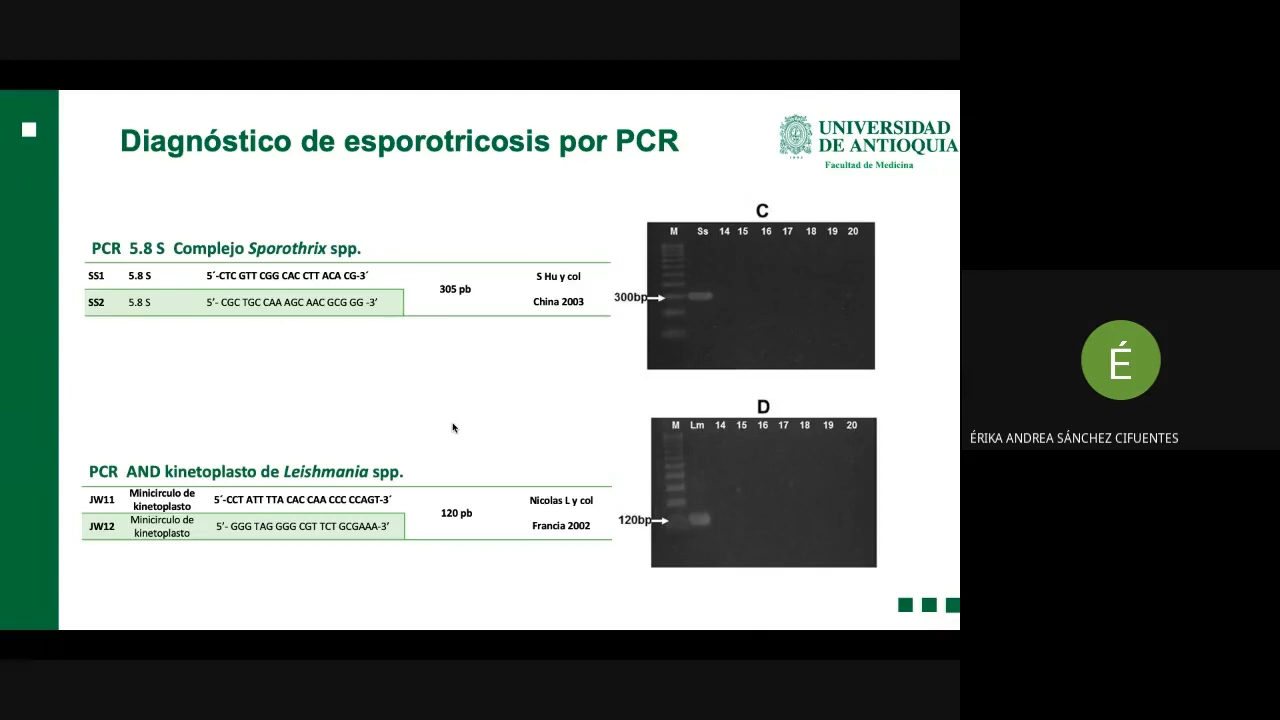 Diagnóstico de esporotricosis por PCR
UNIVERSIDAD
DE ANTIOQUIA
1803
Facultad de Medicina
PCR 5.8 S Complejo Sporothrix spp.
SS1 5.8 S 5´-CTC GTT CGG CAC CTT ACA CG-3´
305 pb
S Hu y col
SS2 5.8 S 5’- CGC TGC CAA AGC AAC GCG GG -3’
China 2003
C
M Ss 14 15 16 17 18 19 20
300bp
PCR AND kinetoplasto de Leishmania spp.
JW11 Minicirculo de kinetoplasto 5´-CCT ATT TTA CAC CAA CCC CCAGT-3´
120 pb
Nicolas L y col
JW12 Minicirculo de kinetoplasto 5’- GGG TAG GGG CGT TCT GCGAAA-3’
Francia 2002
D
M Lm 14 15 16 17 18 19 20
120bp
É
ÉRIKA ANDREA SÁNCHEZ CIFUENTES